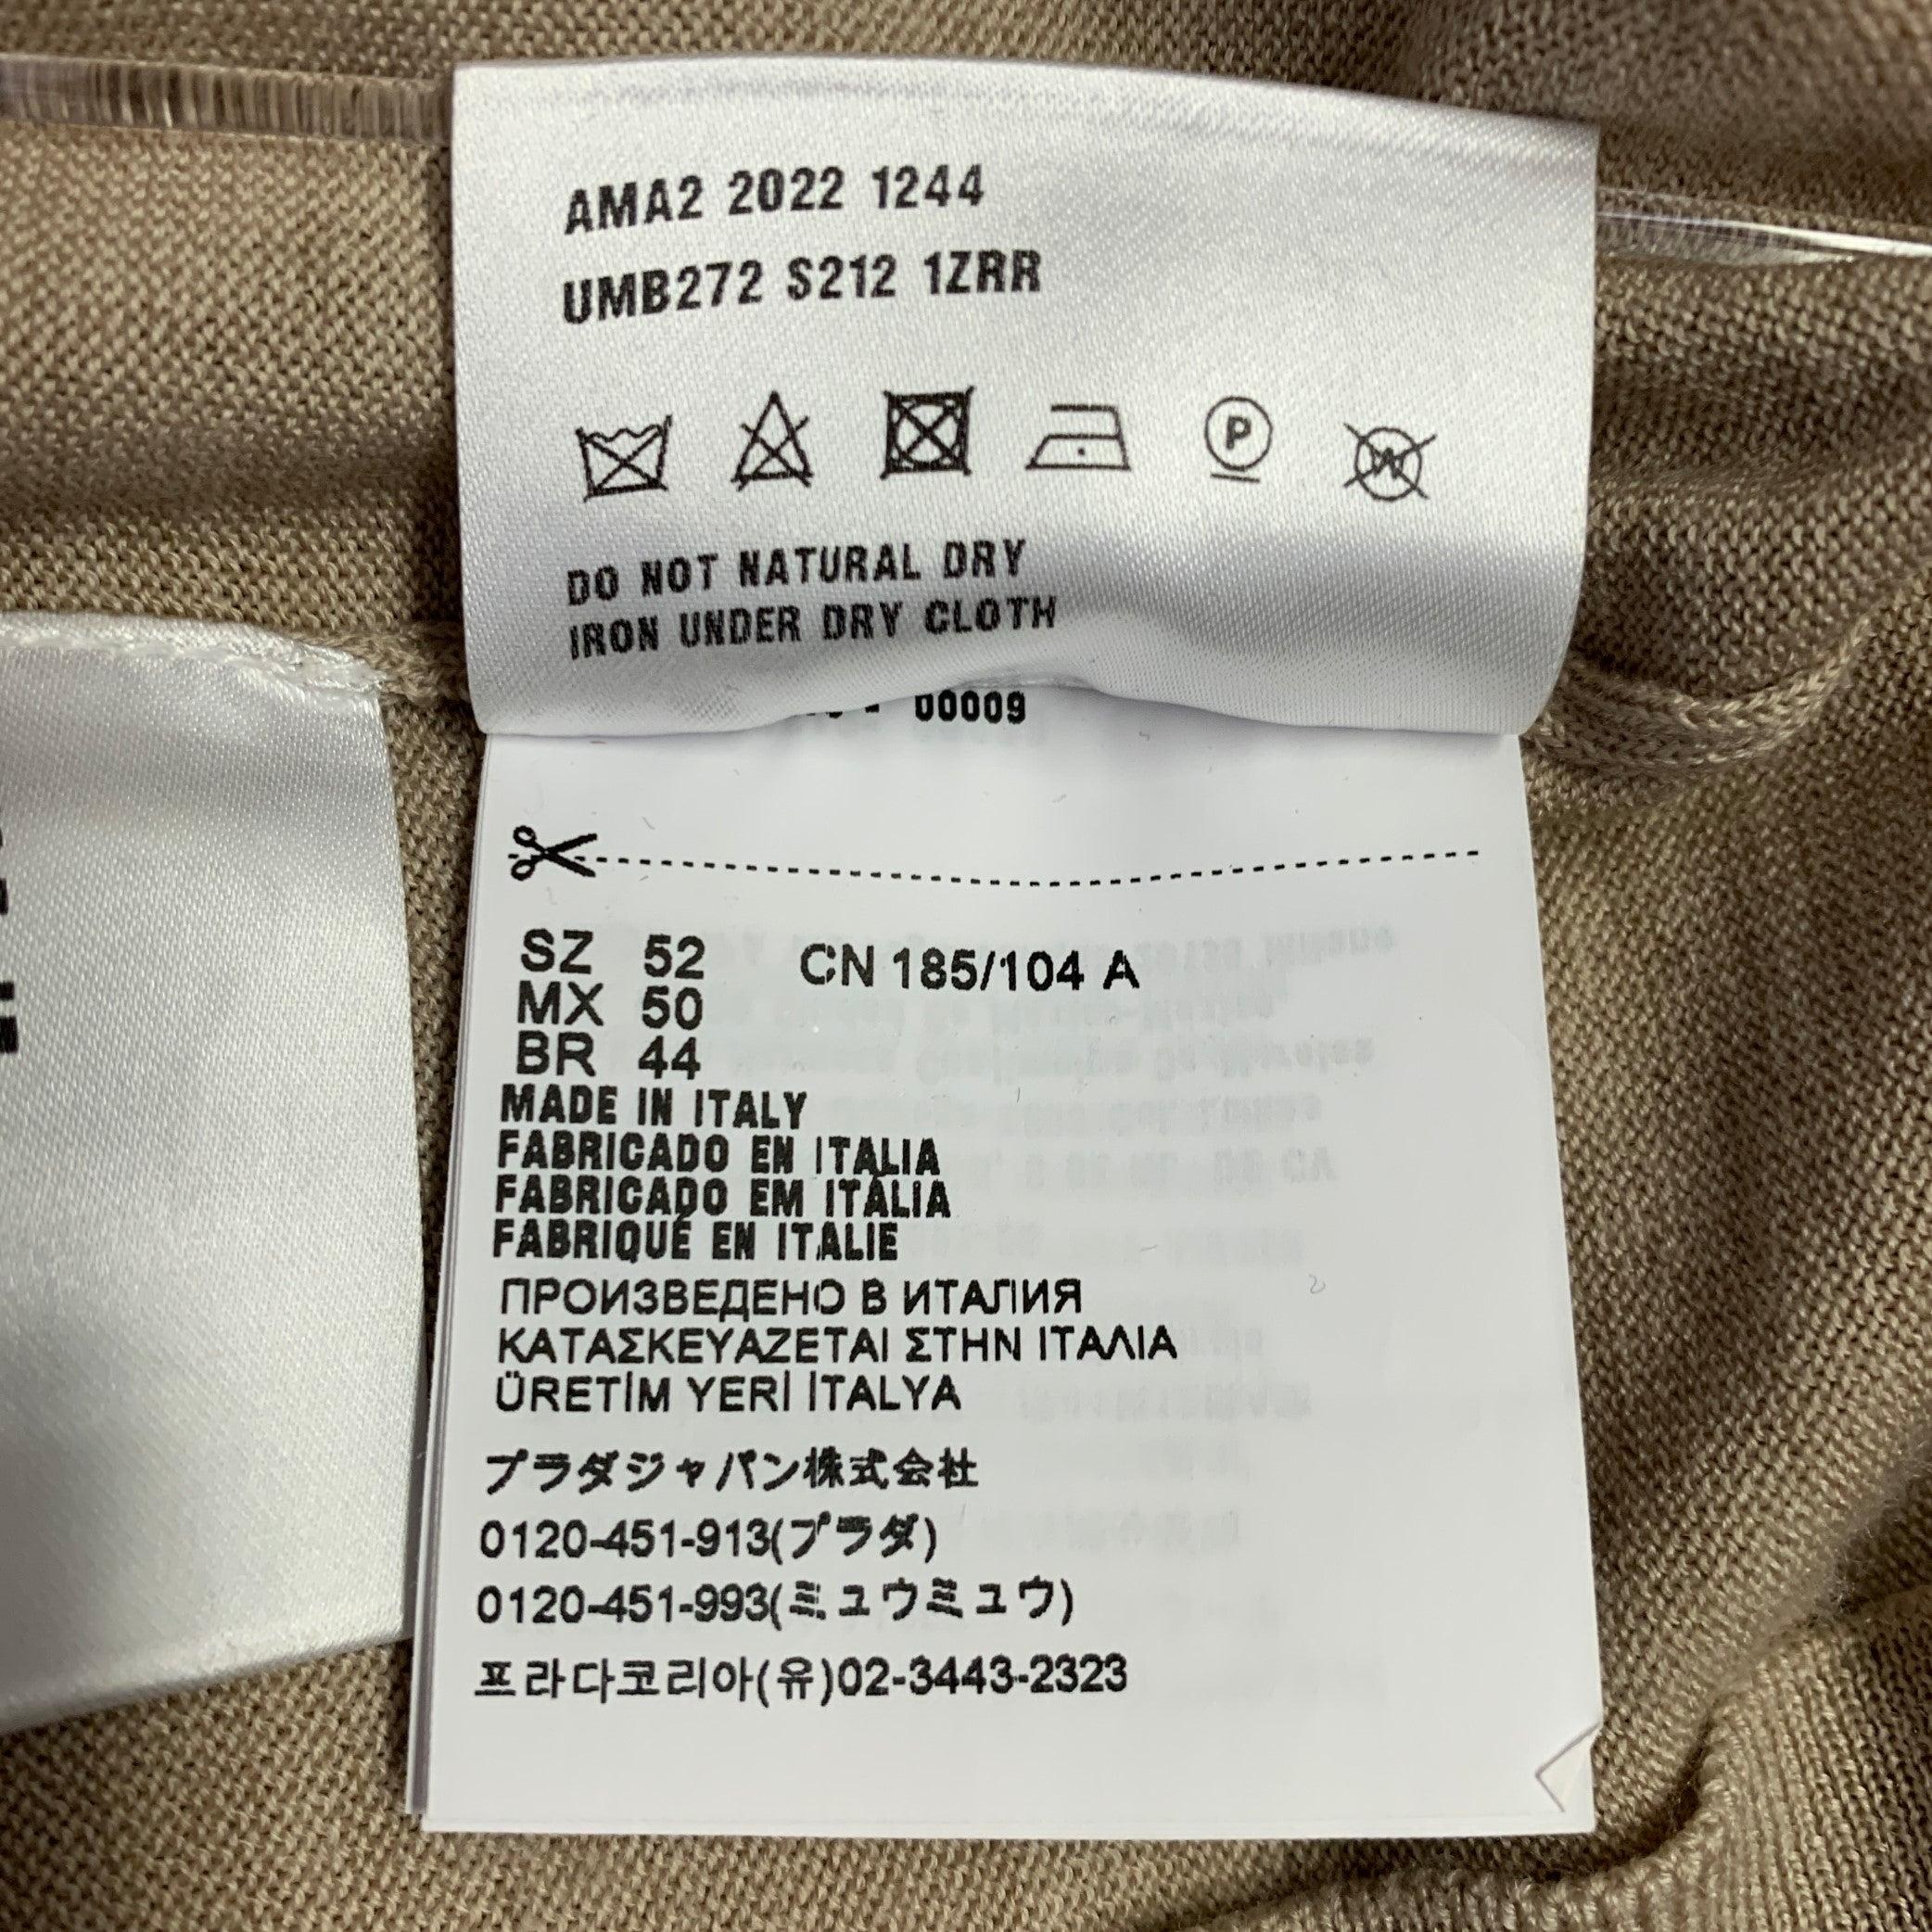 AMA2 2022 1244
UMB272 S212 1ZRR
P
W
DO NOT NATURAL DRY
IRON UNDER DRY CLOTH
00009
SZ 52 CN 185/104 A
MX 50
BR 44
MADE IN ITALY
FABRICADO EN ITALIA
FABRICADO EM ITÁLIA
FABRIQUÉ EN ITALIE
ПРОИЗВЕДЕНО В ИТАЛИЯ
ΚΑΤΑΣΚΕΥΑΖΕΤΑΙ ΣΤΗΝ ΙΤΑΛΙΑ
ÜRETİM YERİ İTALYA
プラダジャパン株式会社
0120-451-913(プラダ)
0120-451-993(ミュウミュウ)
프라다코리아(유)02-3443-2323